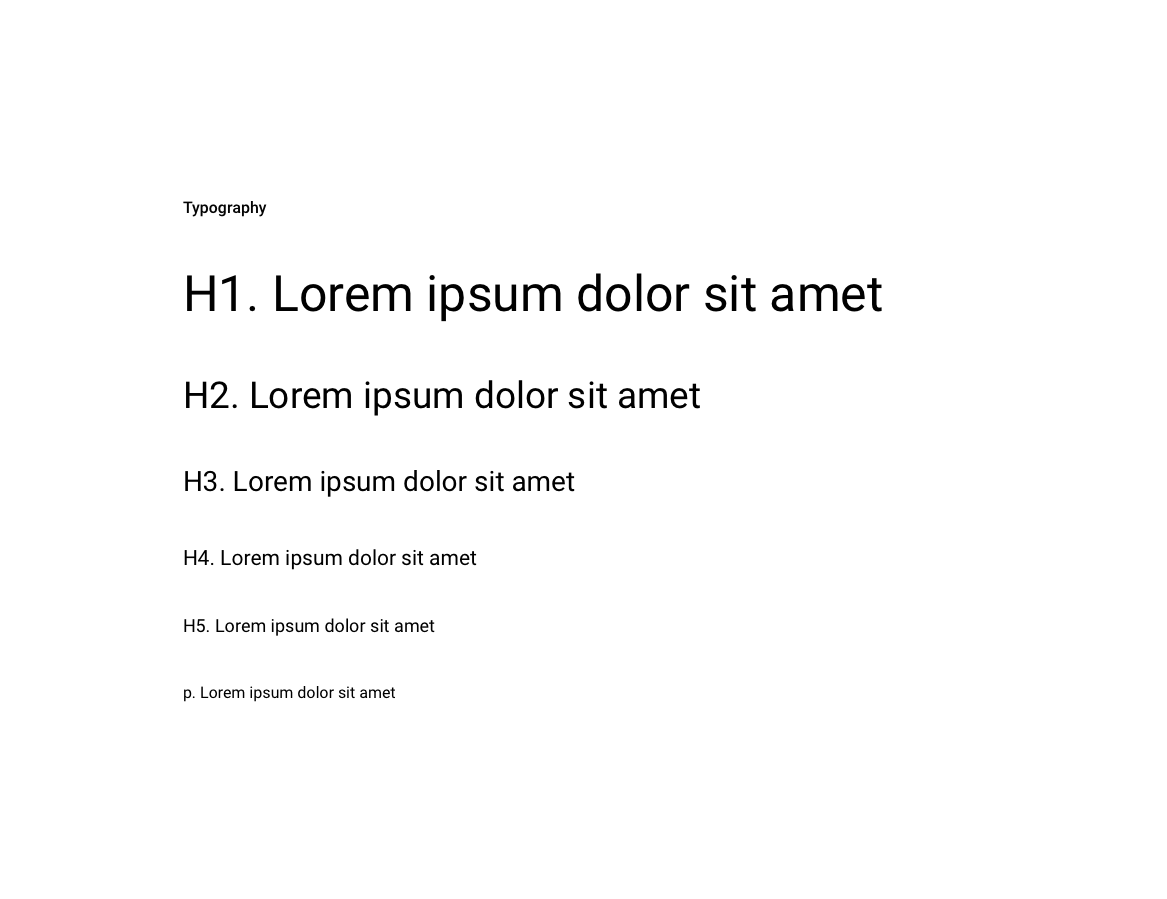 Typography
H1. Lorem ipsum dolor sit amet
H2. Lorem ipsum dolor sit amet
H3. Lorem ipsum dolor sit amet
H4. Lorem ipsum dolor sit amet
H5. Lorem ipsum dolor sit amet
p. Lorem ipsum dolor sit amet